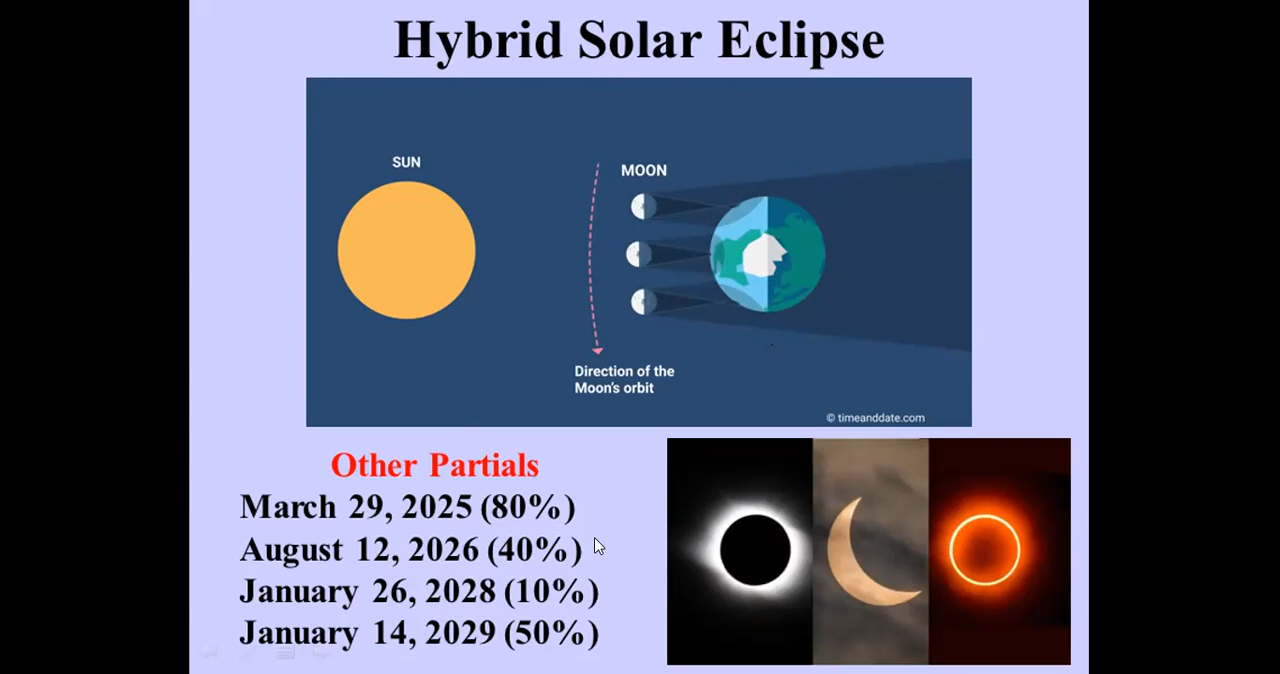 Hybrid Solar Eclipse
SUN
MOON
Direction of the
Moon's orbit
© timeanddate.com
Other Partials
March 29, 2025 (80%)
August 12, 2026 (40%)
January 26, 2028 (10%)
January 14, 2029 (50%)